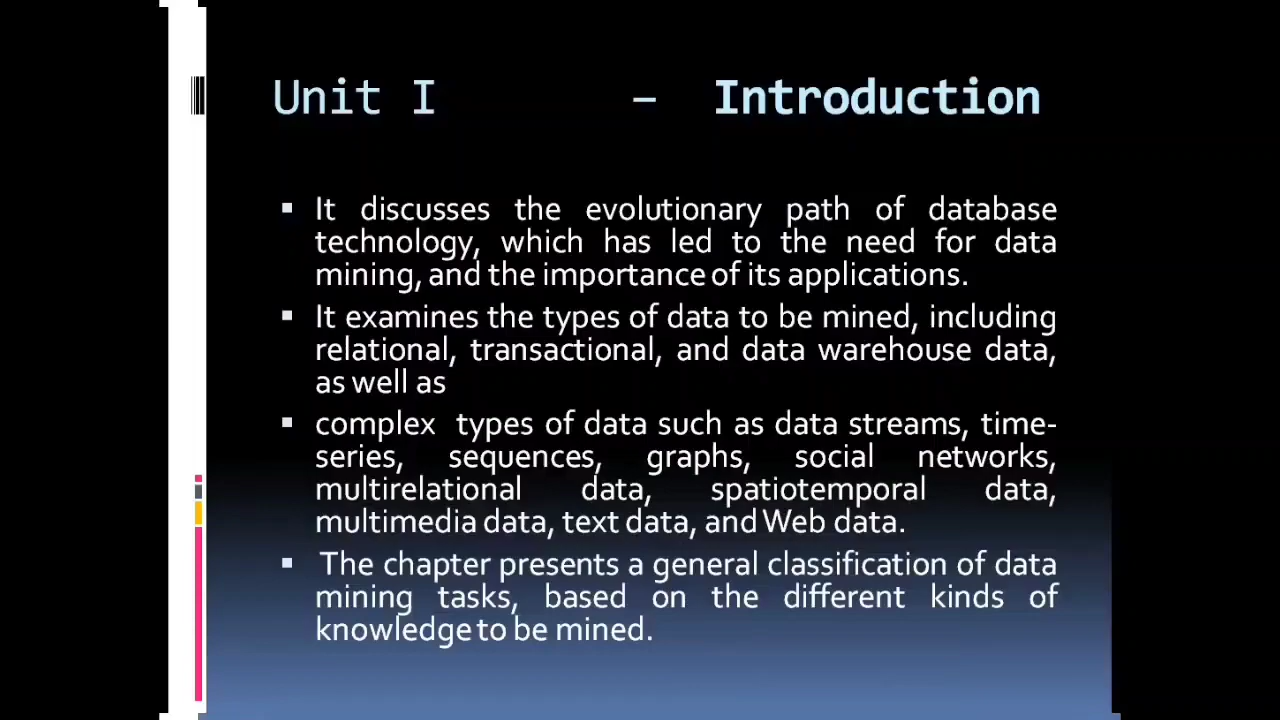 Unit I – Introduction
▪ It discusses the evolutionary path of database
technology, which has led to the need for data
mining, and the importance of its applications.
▪ It examines the types of data to be mined, including
relational, transactional, and data warehouse data,
as well as
▪ complex types of data such as data streams, time-
series, sequences, graphs, social networks,
multirelational data, spatiotemporal data,
multimedia data, text data, and Web data.
▪ The chapter presents a general classification of data
mining tasks, based on the different kinds of
knowledge to be mined.